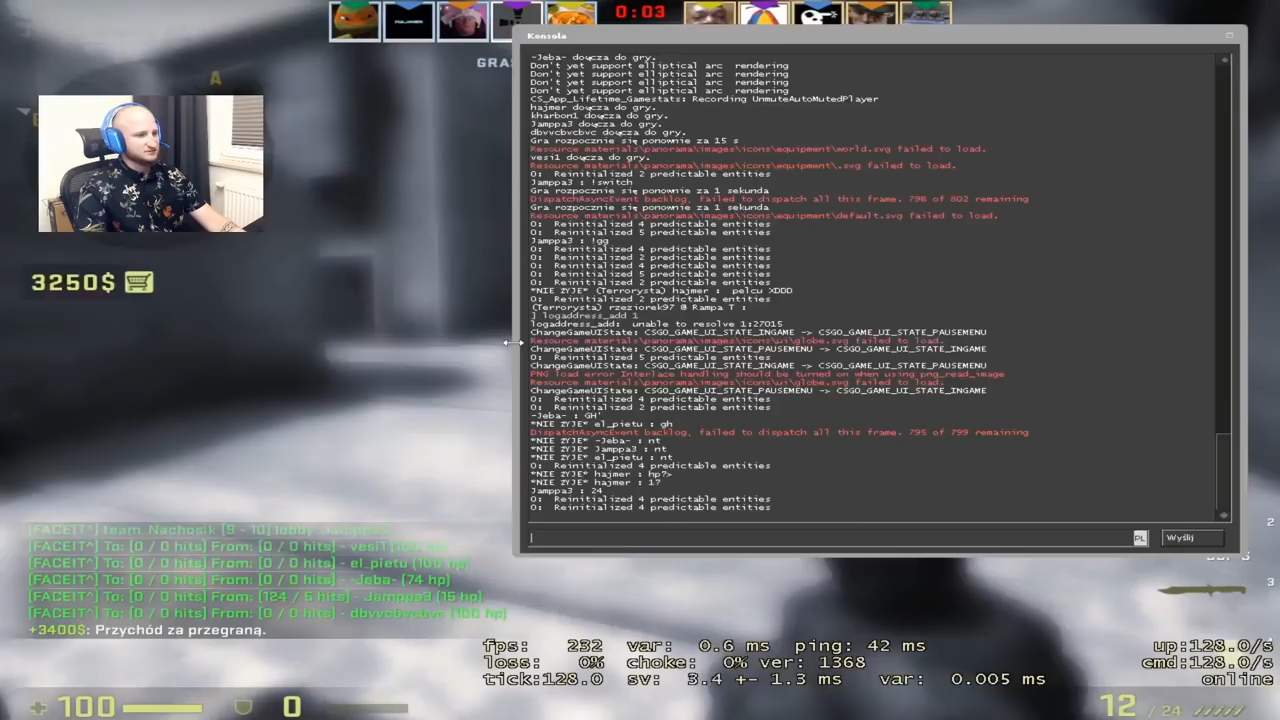 0:03
GRA
A
3250$
Konsola
-Jeba- dołącza do gry.
Don't yet support elliptical arc rendering
Don't yet support elliptical arc rendering
Don't yet support elliptical arc rendering
Don't yet support elliptical arc rendering
CS_App_Lifetime_Gamestats: Recording UnmuteAutoMutedPlayer
hajmer dołącza do gry.
kharbon1 dołącza do gry.
Jamppa3 dołącza do gry.
dbvvcbvcbvc dołącza do gry.
Gra rozpocznie się ponownie za 15 s
Resource materials\panorama\images\icons\equipment\world.svg failed to load.
vesi1 dołącza do gry.
Resource materials\panorama\images\icons\equipment\.svg failed to load.
0: Reinitialized 2 predictable entities
Jamppa3 : !switch
Gra rozpocznie się ponownie za 1 sekunda
DispatchAsyncEvent backlog, failed to dispatch all this frame. 798 of 802 remaining
Gra rozpocznie się ponownie za 1 sekunda
Resource materials\panorama\images\icons\equipment\default.svg failed to load.
0: Reinitialized 4 predictable entities
0: Reinitialized 5 predictable entities
Jamppa3 : !gg
0: Reinitialized 4 predictable entities
0: Reinitialized 2 predictable entities
0: Reinitialized 4 predictable entities
0: Reinitialized 5 predictable entities
0: Reinitialized 2 predictable entities
*NIE ŻYJE* (Terrorysta) hajmer : pelcu XDDD
0: Reinitialized 2 predictable entities
(Terrorysta) rzeziorek97 @ Rampa T :
] logaddress_add 1
logaddress_add: unable to resolve 1:27015
ChangeGameUIState: CSGO_GAME_UI_STATE_INGAME -> CSGO_GAME_UI_STATE_PAUSEMENU
Resource materials\panorama\images\icons\ui\globe.svg failed to load.
ChangeGameUIState: CSGO_GAME_UI_STATE_PAUSEMENU -> CSGO_GAME_UI_STATE_INGAME
0: Reinitialized 5 predictable entities
ChangeGameUIState: CSGO_GAME_UI_STATE_INGAME -> CSGO_GAME_UI_STATE_PAUSEMENU
PNG load error Interlace handling should be turned on when using png_read_image
Resource materials\panorama\images\icons\ui\globe.svg failed to load.
ChangeGameUIState: CSGO_GAME_UI_STATE_PAUSEMENU -> CSGO_GAME_UI_STATE_INGAME
0: Reinitialized 4 predictable entities
0: Reinitialized 2 predictable entities
-Jeba- : GH'
*NIE ŻYJE* el_pietu : gh
DispatchAsyncEvent backlog, failed to dispatch all this frame. 795 of 799 remaining
*NIE ŻYJE* -Jeba- : nt
*NIE ŻYJE* Jamppa3 : nt
*NIE ŻYJE* el_pietu : nt
0: Reinitialized 4 predictable entities
*NIE ŻYJE* hajmer : hp?>
*NIE ŻYJE* hajmer : 1?
Jamppa3 : 24
0: Reinitialized 4 predictable entities
0: Reinitialized 4 predictable entities
PL
Wyślij
[FACEIT^] team_Nachosik [9 - 10]
[FACEIT^] To: [0 / 0 hits] From: [0 / 0 hits] - vesi1 (100 hp)
[FACEIT^] To: [0 / 0 hits] From: [0 / 0 hits] - el_pietu (100 hp)
[FACEIT^] To: [0 / 0 hits] From: [0 / 0 hits] - -Jeba- (74 hp)
[FACEIT^] To: [124 / 5 hits] From: [0 / 0 hits] - Jamppa3 (15 hp)
[FACEIT^] To: [0 / 0 hits] From: [0 / 0 hits] - dbvvcbvcbvc (100 hp)
+3400$: Przychód za przegraną.
2
3
fps: 232 var: 0.6 ms ping: 42 ms
loss: 0% choke: 0% ver: 1368
tick:128.0 sv: 3.4 +- 1.3 ms var: 0.005 ms
up:128.0/s
cmd:128.0/s
online
100
0
12 / 24